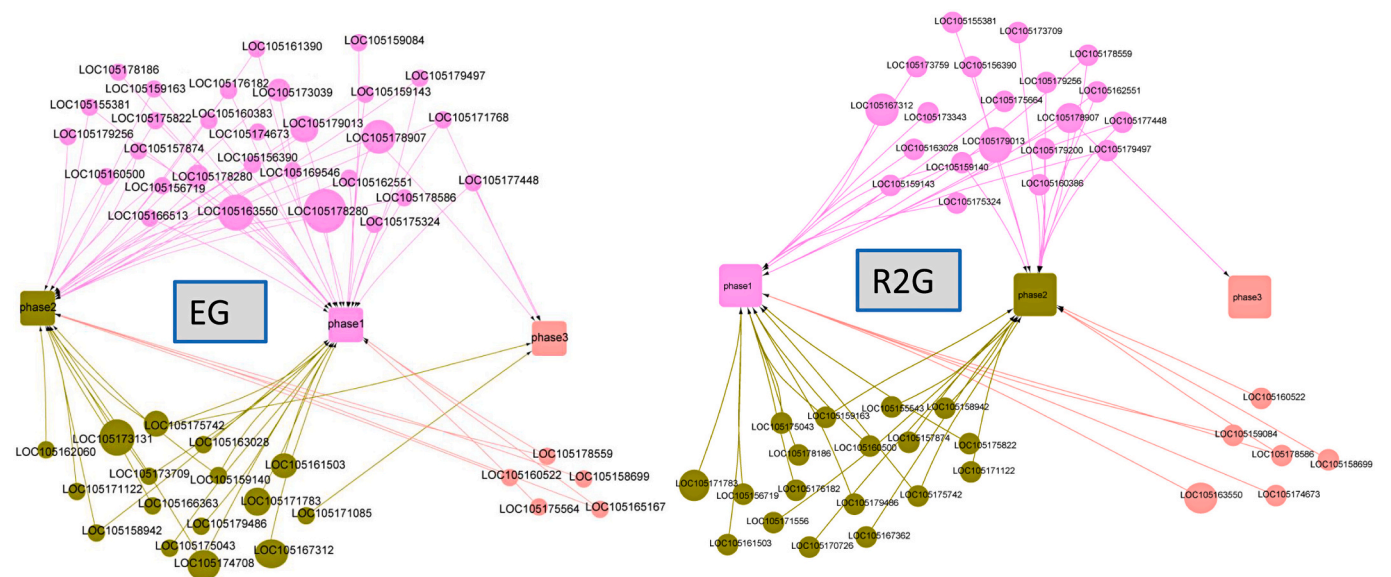 LOC105161390
LOC105159084
LOC105178186
LOC105176182
LOC105179497
LOC105159163
LOC105173039
LOC105159143
LOC105155381
LOC105160383
LOC105175822
LOC105179013
LOC105171768
LOC105179256
LOC105174673
LOC105178907
LOC105157874
LOC105156390
LOC105160500
LOC105178280
LOC105169546
LOC105156719
LOC105162551
LOC105177448
LOC105178586
LOC105166513
LOC105163550
LOC105178280
LOC105175324
phase2
EG
phase1
phase3
LOC105175742
LOC105173131
LOC105163028
LOC105162060
LOC105178559
LOC105161503
LOC105173709
LOC105159140
LOC105160522
LOC105158699
LOC105171122
LOC105166363
LOC105171783
LOC105175564
LOC105165167
LOC105171085
LOC105158942
LOC105179486
LOC105175043
LOC105167312
LOC105174708
LOC105155381
LOC105173709
LOC105178559
LOC105173759
LOC105156390
LOC105179256
LOC105162551
LOC105167312
LOC105175664
LOC105173343
LOC105178907
LOC105177448
LOC105179013
LOC105163028
LOC105179200
LOC105179497
LOC105159140
LOC105159143
LOC105160386
LOC105175324
phase1
R2G
phase2
phase3
LOC105160522
LOC105155543
LOC105158942
LOC105159163
LOC105175043
LOC105157874
LOC105159084
LOC105160500
LOC105175822
LOC105178186
LOC105178586
LOC105158699
LOC105171122
LOC105171783
LOC105156719
LOC105176182
LOC105175742
LOC105179486
LOC105163550
LOC105174673
LOC105171556
LOC105167362
LOC105161503
LOC105170726